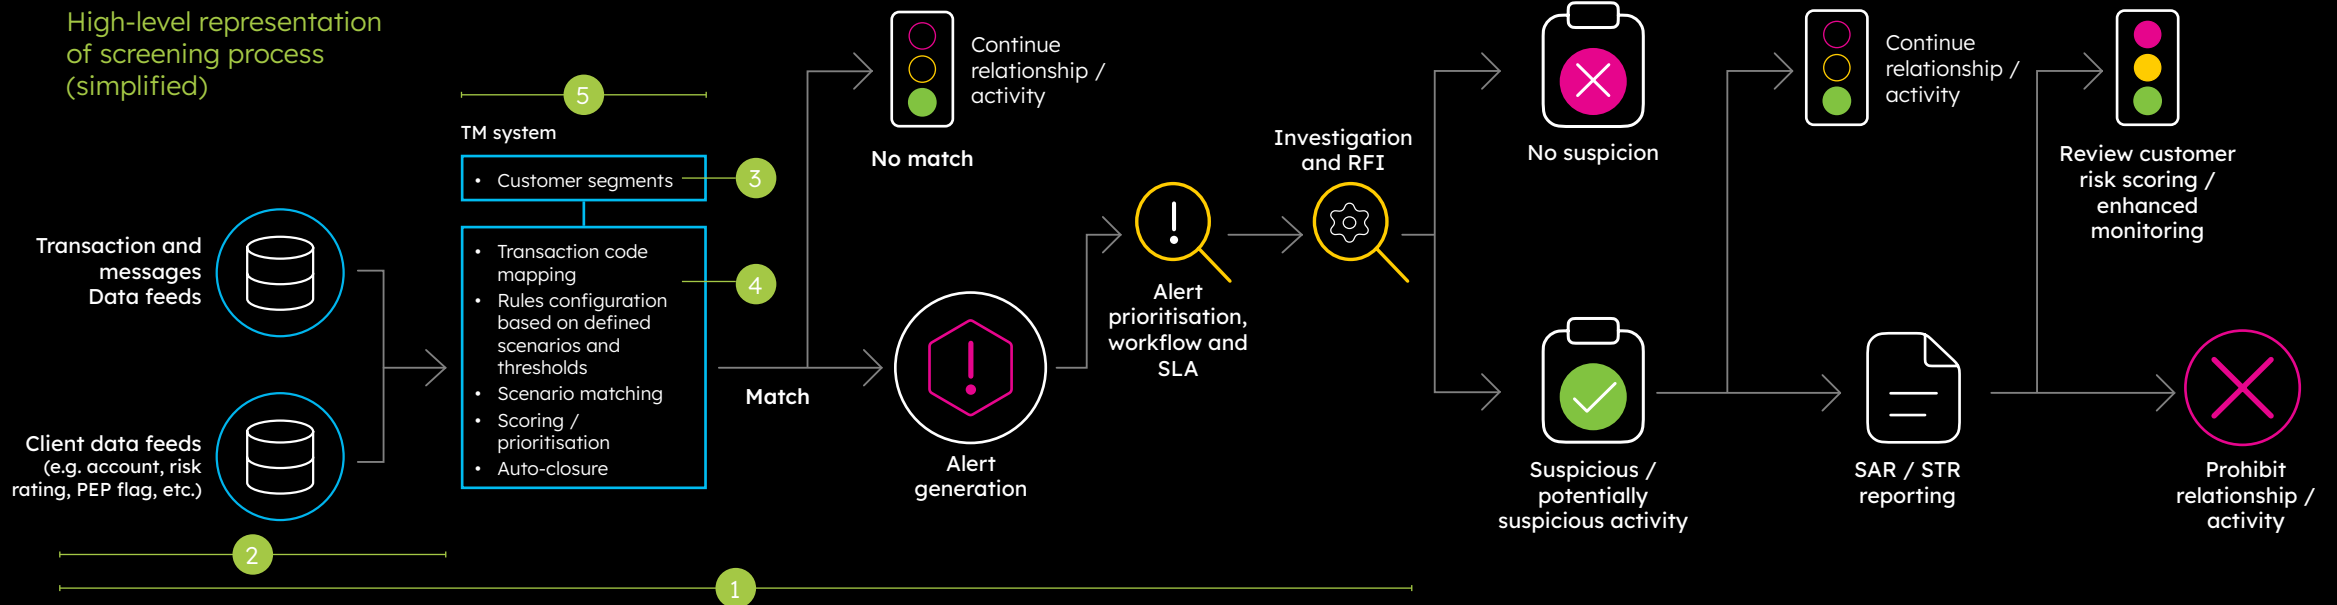 High-level representation
of screening process
(simplified)
5
TM system
• Customer segments
3
• Transaction code
mapping
• Rules configuration
based on defined
scenarios and
thresholds
• Scenario matching
• Scoring /
prioritisation
• Auto-closure
4
Transaction and
messages
Data feeds
Client data feeds
(e.g. account, risk
rating, PEP flag, etc.)
2
1
Match
No match
Continue
relationship /
activity
Alert
generation
Alert
prioritisation,
workflow and
SLA
Investigation
and RFI
No suspicion
Suspicious /
potentially
suspicious activity
Continue
relationship /
activity
SAR / STR
reporting
Review customer
risk scoring /
enhanced
monitoring
Prohibit
relationship /
activity